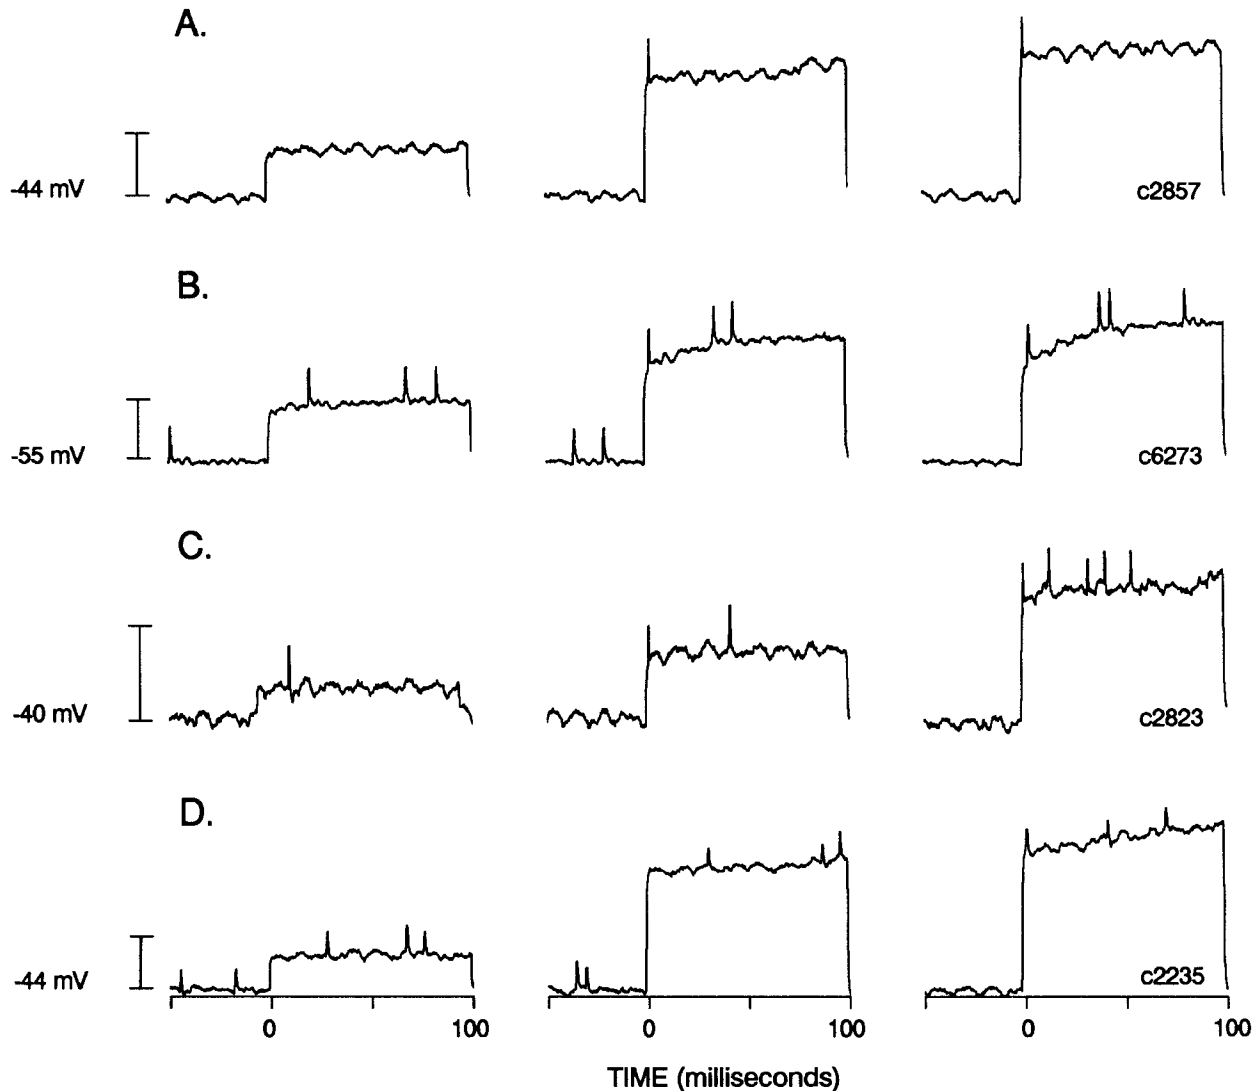 A.
-44 mV
c2857
B.
-55 mV
c6273
C.
-40 mV
c2823
D.
-44 mV
c2235
0 100 0 100 0 100
TIME (milliseconds)